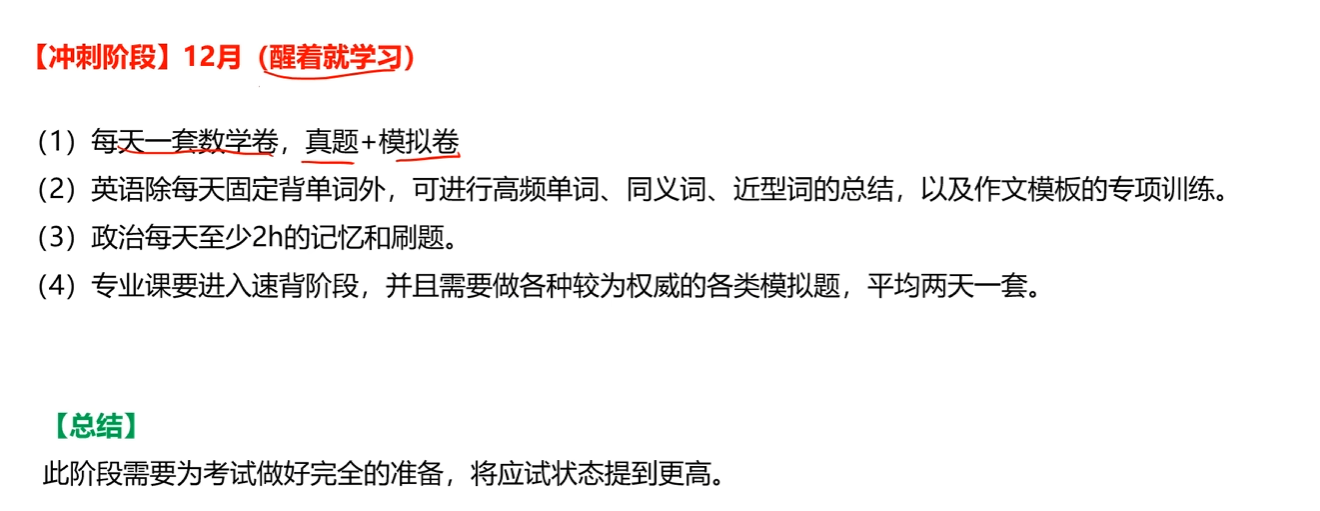 【冲刺阶段】12月（醒着就学习）
（1）每天一套数学卷，真题+模拟卷
（2）英语除每天固定背单词外，可进行高频单词、同义词、近型词的总结，以及作文模板的专项训练。
（3）政治每天至少2h的记忆和刷题。
（4）专业课要进入速背阶段，并且需要做各种较为权威的各类模拟题，平均两天一套。
【总结】
此阶段需要为考试做好完全的准备，将应试状态提到更高。